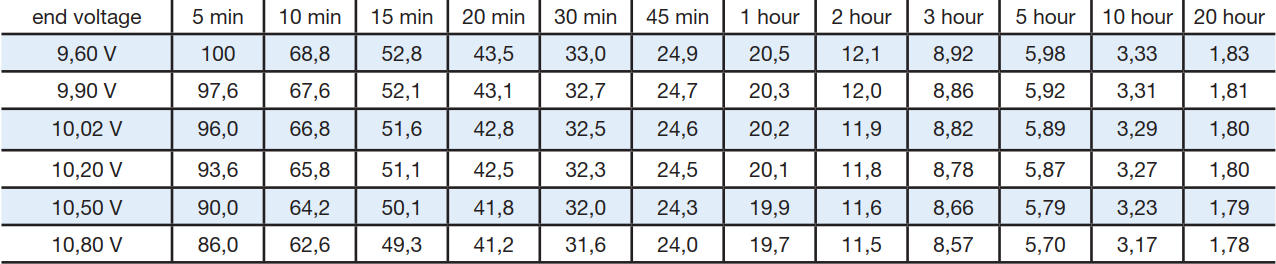 end voltage 5 min 10 min 15 min 20 min 30 min 45 min 1 hour 2 hour 3 hour 5 hour 10 hour 20 hour
9,60 V 100 68,8 52,8 43,5 33,0 24,9 20,5 12,1 8,92 5,98 3,33 1,83
9,90 V 97,6 67,6 52,1 43,1 32,7 24,7 20,3 12,0 8,86 5,92 3,31 1,81
10,02 V 96,0 66,8 51,6 42,8 32,5 24,6 20,2 11,9 8,82 5,89 3,29 1,80
10,20 V 93,6 65,8 51,1 42,5 32,3 24,5 20,1 11,8 8,78 5,87 3,27 1,80
10,50 V 90,0 64,2 50,1 41,8 32,0 24,3 19,9 11,6 8,66 5,79 3,23 1,79
10,80 V 86,0 62,6 49,3 41,2 31,6 24,0 19,7 11,5 8,57 5,70 3,17 1,78